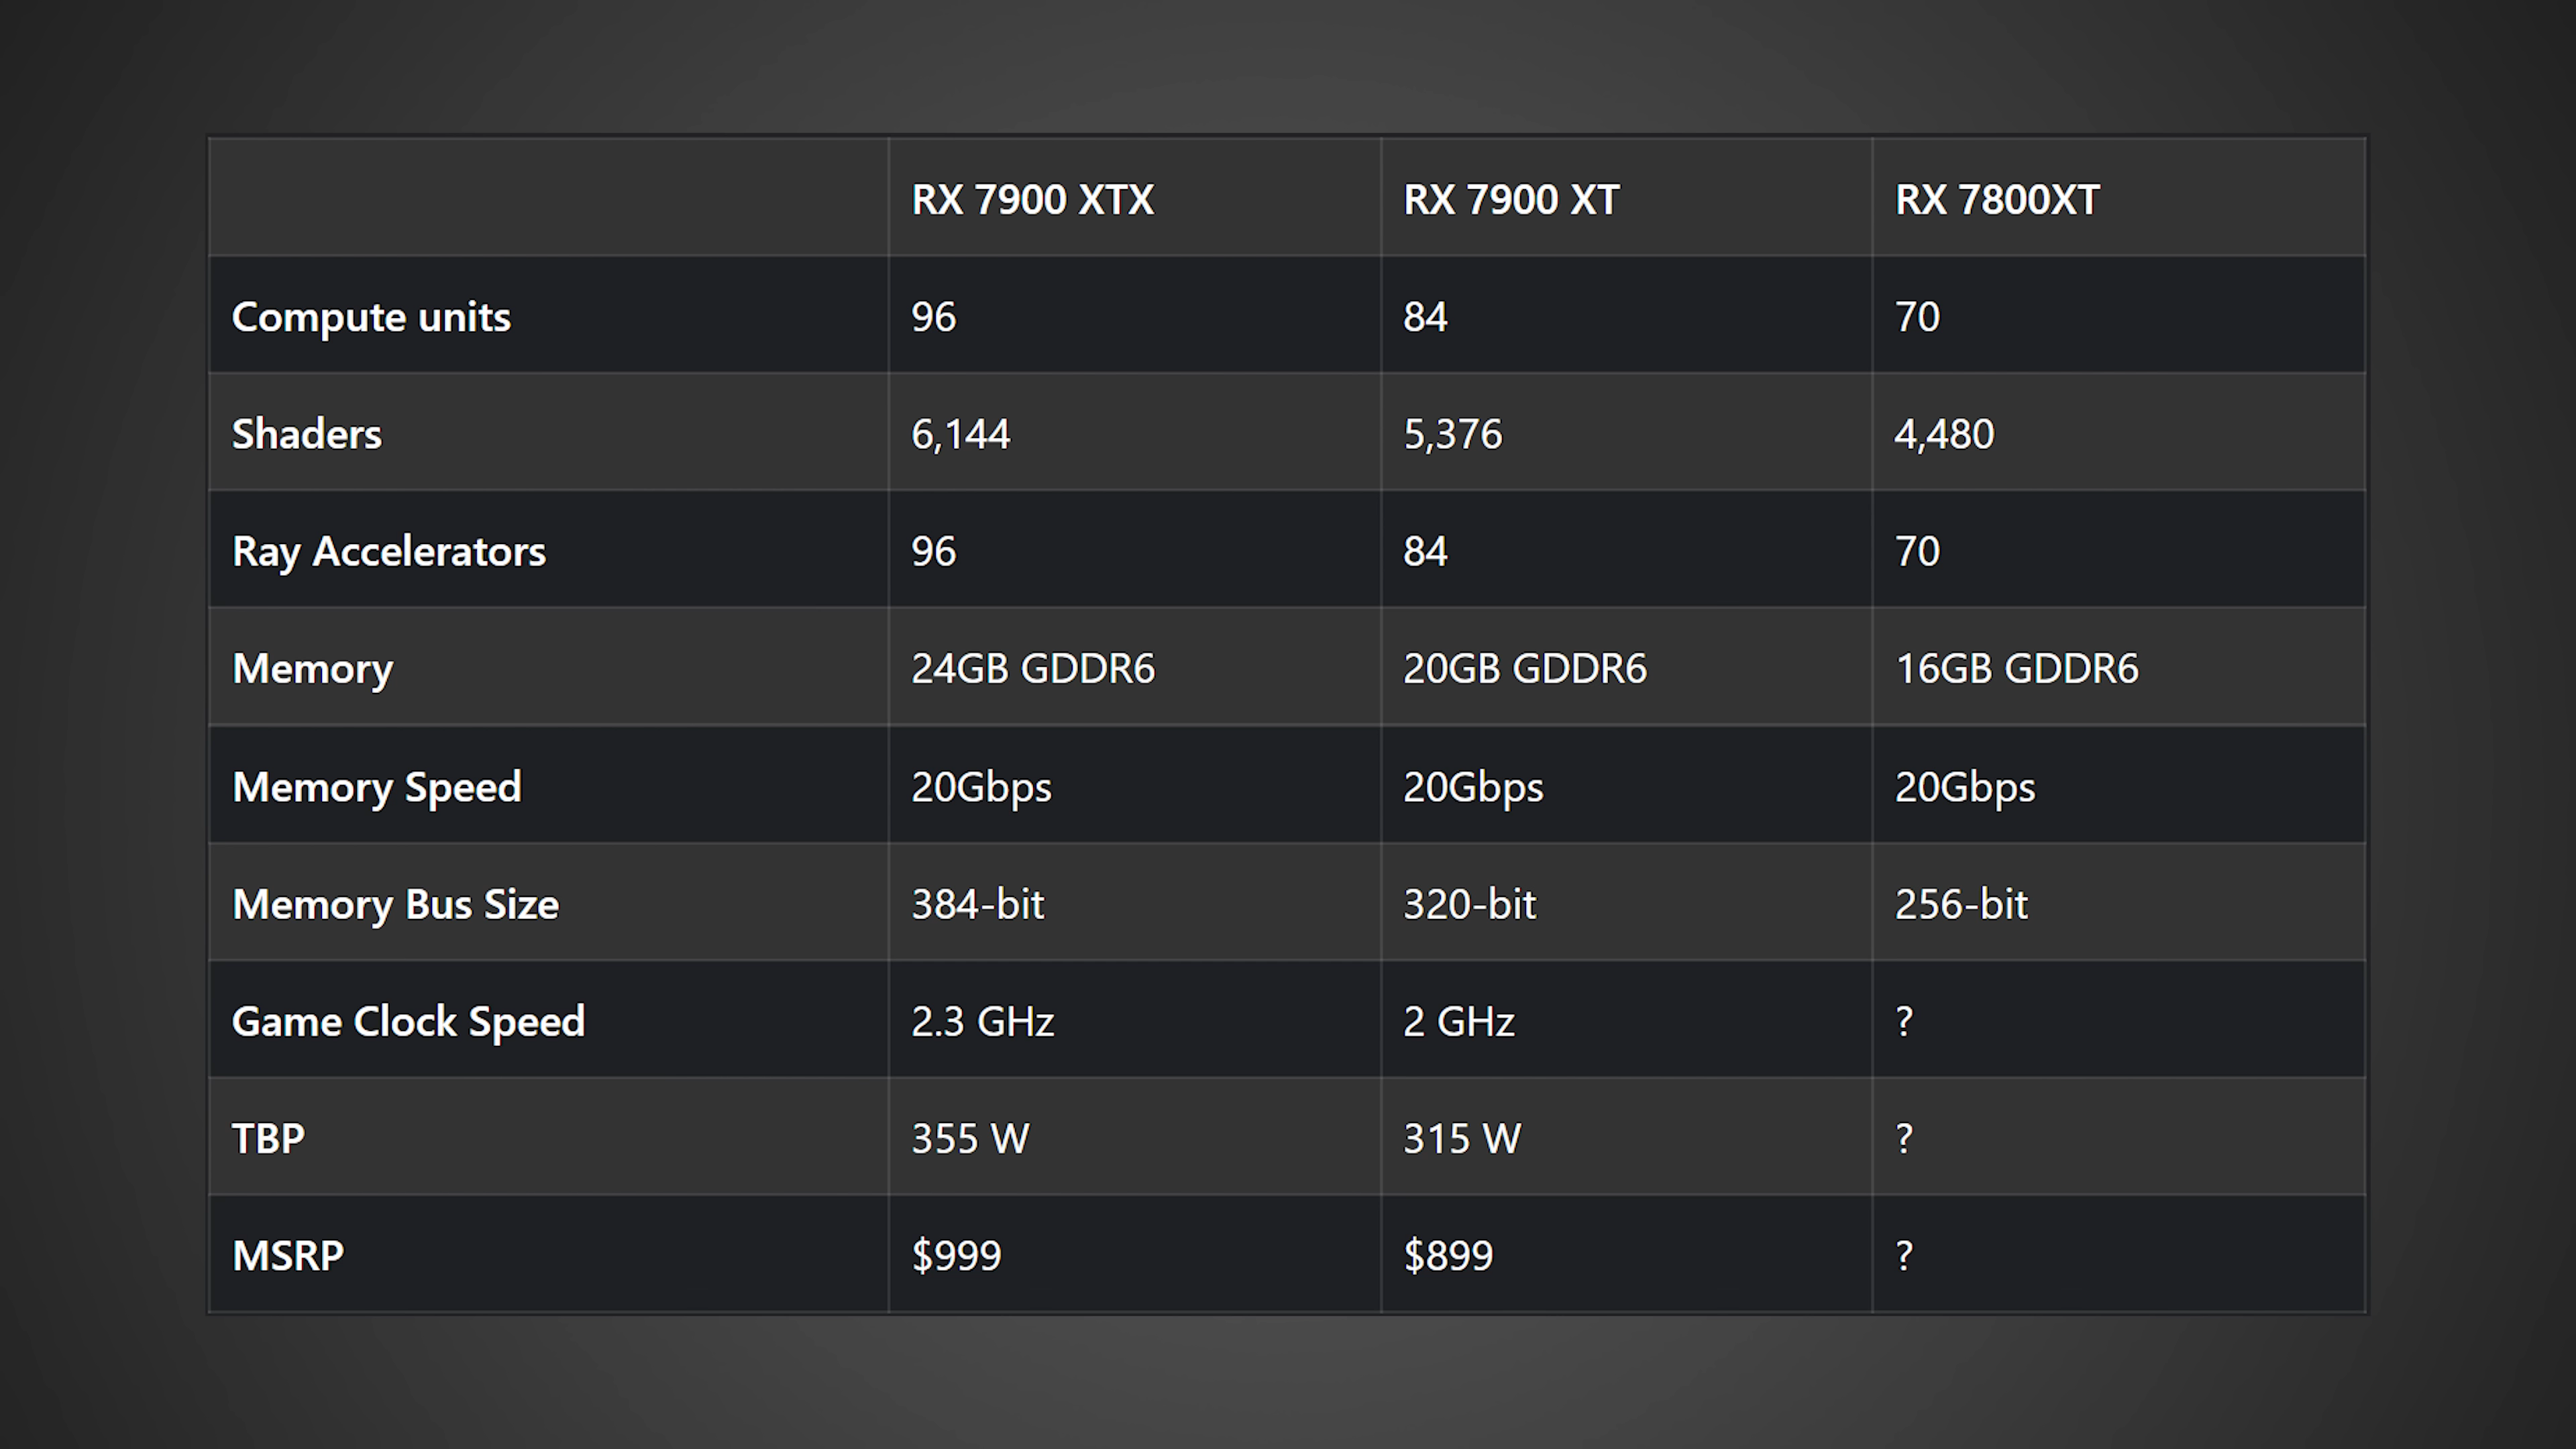 RX 7900 XTX RX 7900 XT RX 7800XT
Compute units 96 84 70
Shaders 6,144 5,376 4,480
Ray Accelerators 96 84 70
Memory 24GB GDDR6 20GB GDDR6 16GB GDDR6
Memory Speed 20Gbps 20Gbps 20Gbps
Memory Bus Size 384-bit 320-bit 256-bit
Game Clock Speed 2.3 GHz 2 GHz ?
TBP 355 W 315 W ?
MSRP $999 $899 ?